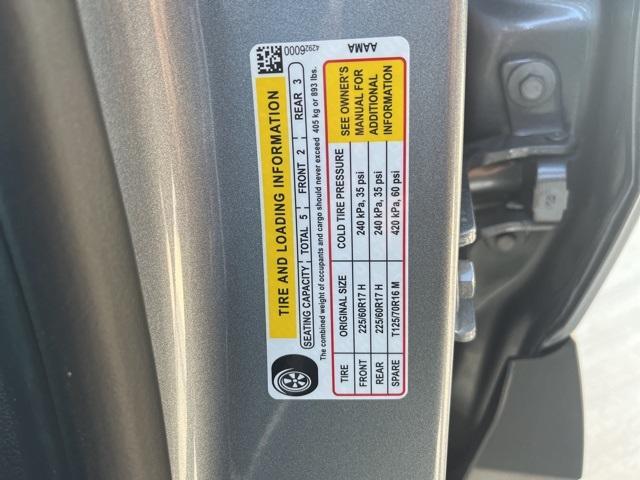 42926000 AAMA
TIRE AND LOADING INFORMATION
SEATING CAPACITY TOTAL 5 FRONT 2 REAR 3
The combined weight of occupants and cargo should never exceed 405 kg or 893 lbs.
TIRE ORIGINAL SIZE COLD TIRE PRESSURE
FRONT 225/60R17 H 240 kPa, 35 psi
REAR 225/60R17 H 240 kPa, 35 psi
SPARE T125/70R16 M 420 kPa, 60 psi
SEE OWNER'S
MANUAL FOR
ADDITIONAL
INFORMATION